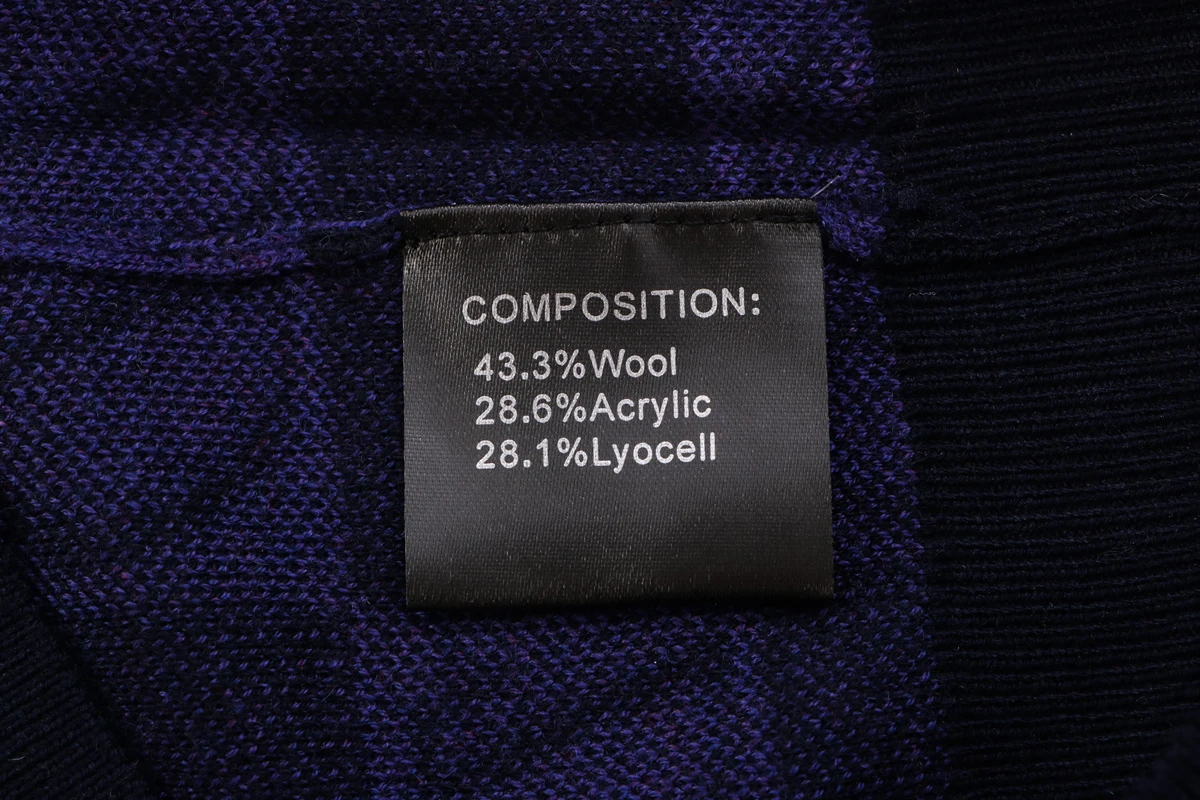 COMPOSITION:
43.3%Wool
28.6%Acrylic
28.1%Lyocell